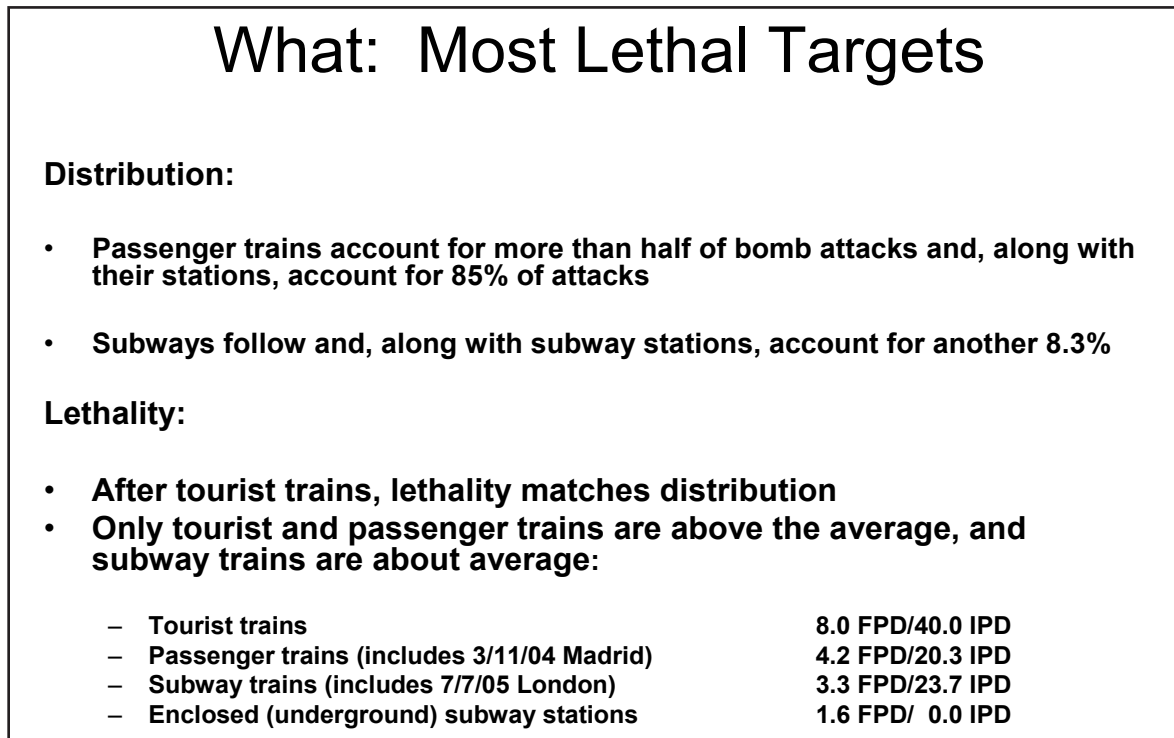 What: Most Lethal Targets
Distribution:
• Passenger trains account for more than half of bomb attacks and, along with
their stations, account for 85% of attacks
• Subways follow and, along with subway stations, account for another 8.3%
Lethality:
• After tourist trains, lethality matches distribution
• Only tourist and passenger trains are above the average, and
subway trains are about average:
– Tourist trains 8.0 FPD/40.0 IPD
– Passenger trains (includes 3/11/04 Madrid) 4.2 FPD/20.3 IPD
– Subway trains (includes 7/7/05 London) 3.3 FPD/23.7 IPD
– Enclosed (underground) subway stations 1.6 FPD/ 0.0 IPD